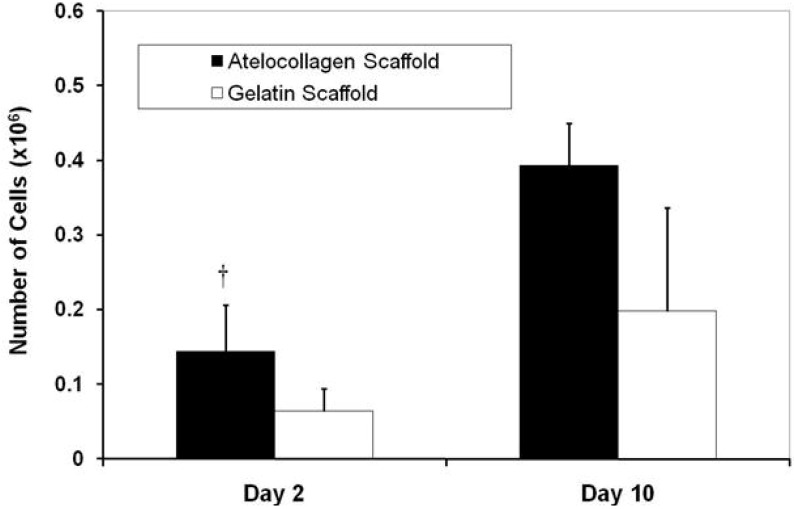 0.6
0.5
0.4
0.3
0.2
0.1
0
Number of Cells (x10⁶)
Atelocollagen Scaffold
Gelatin Scaffold
†
Day 2
Day 10